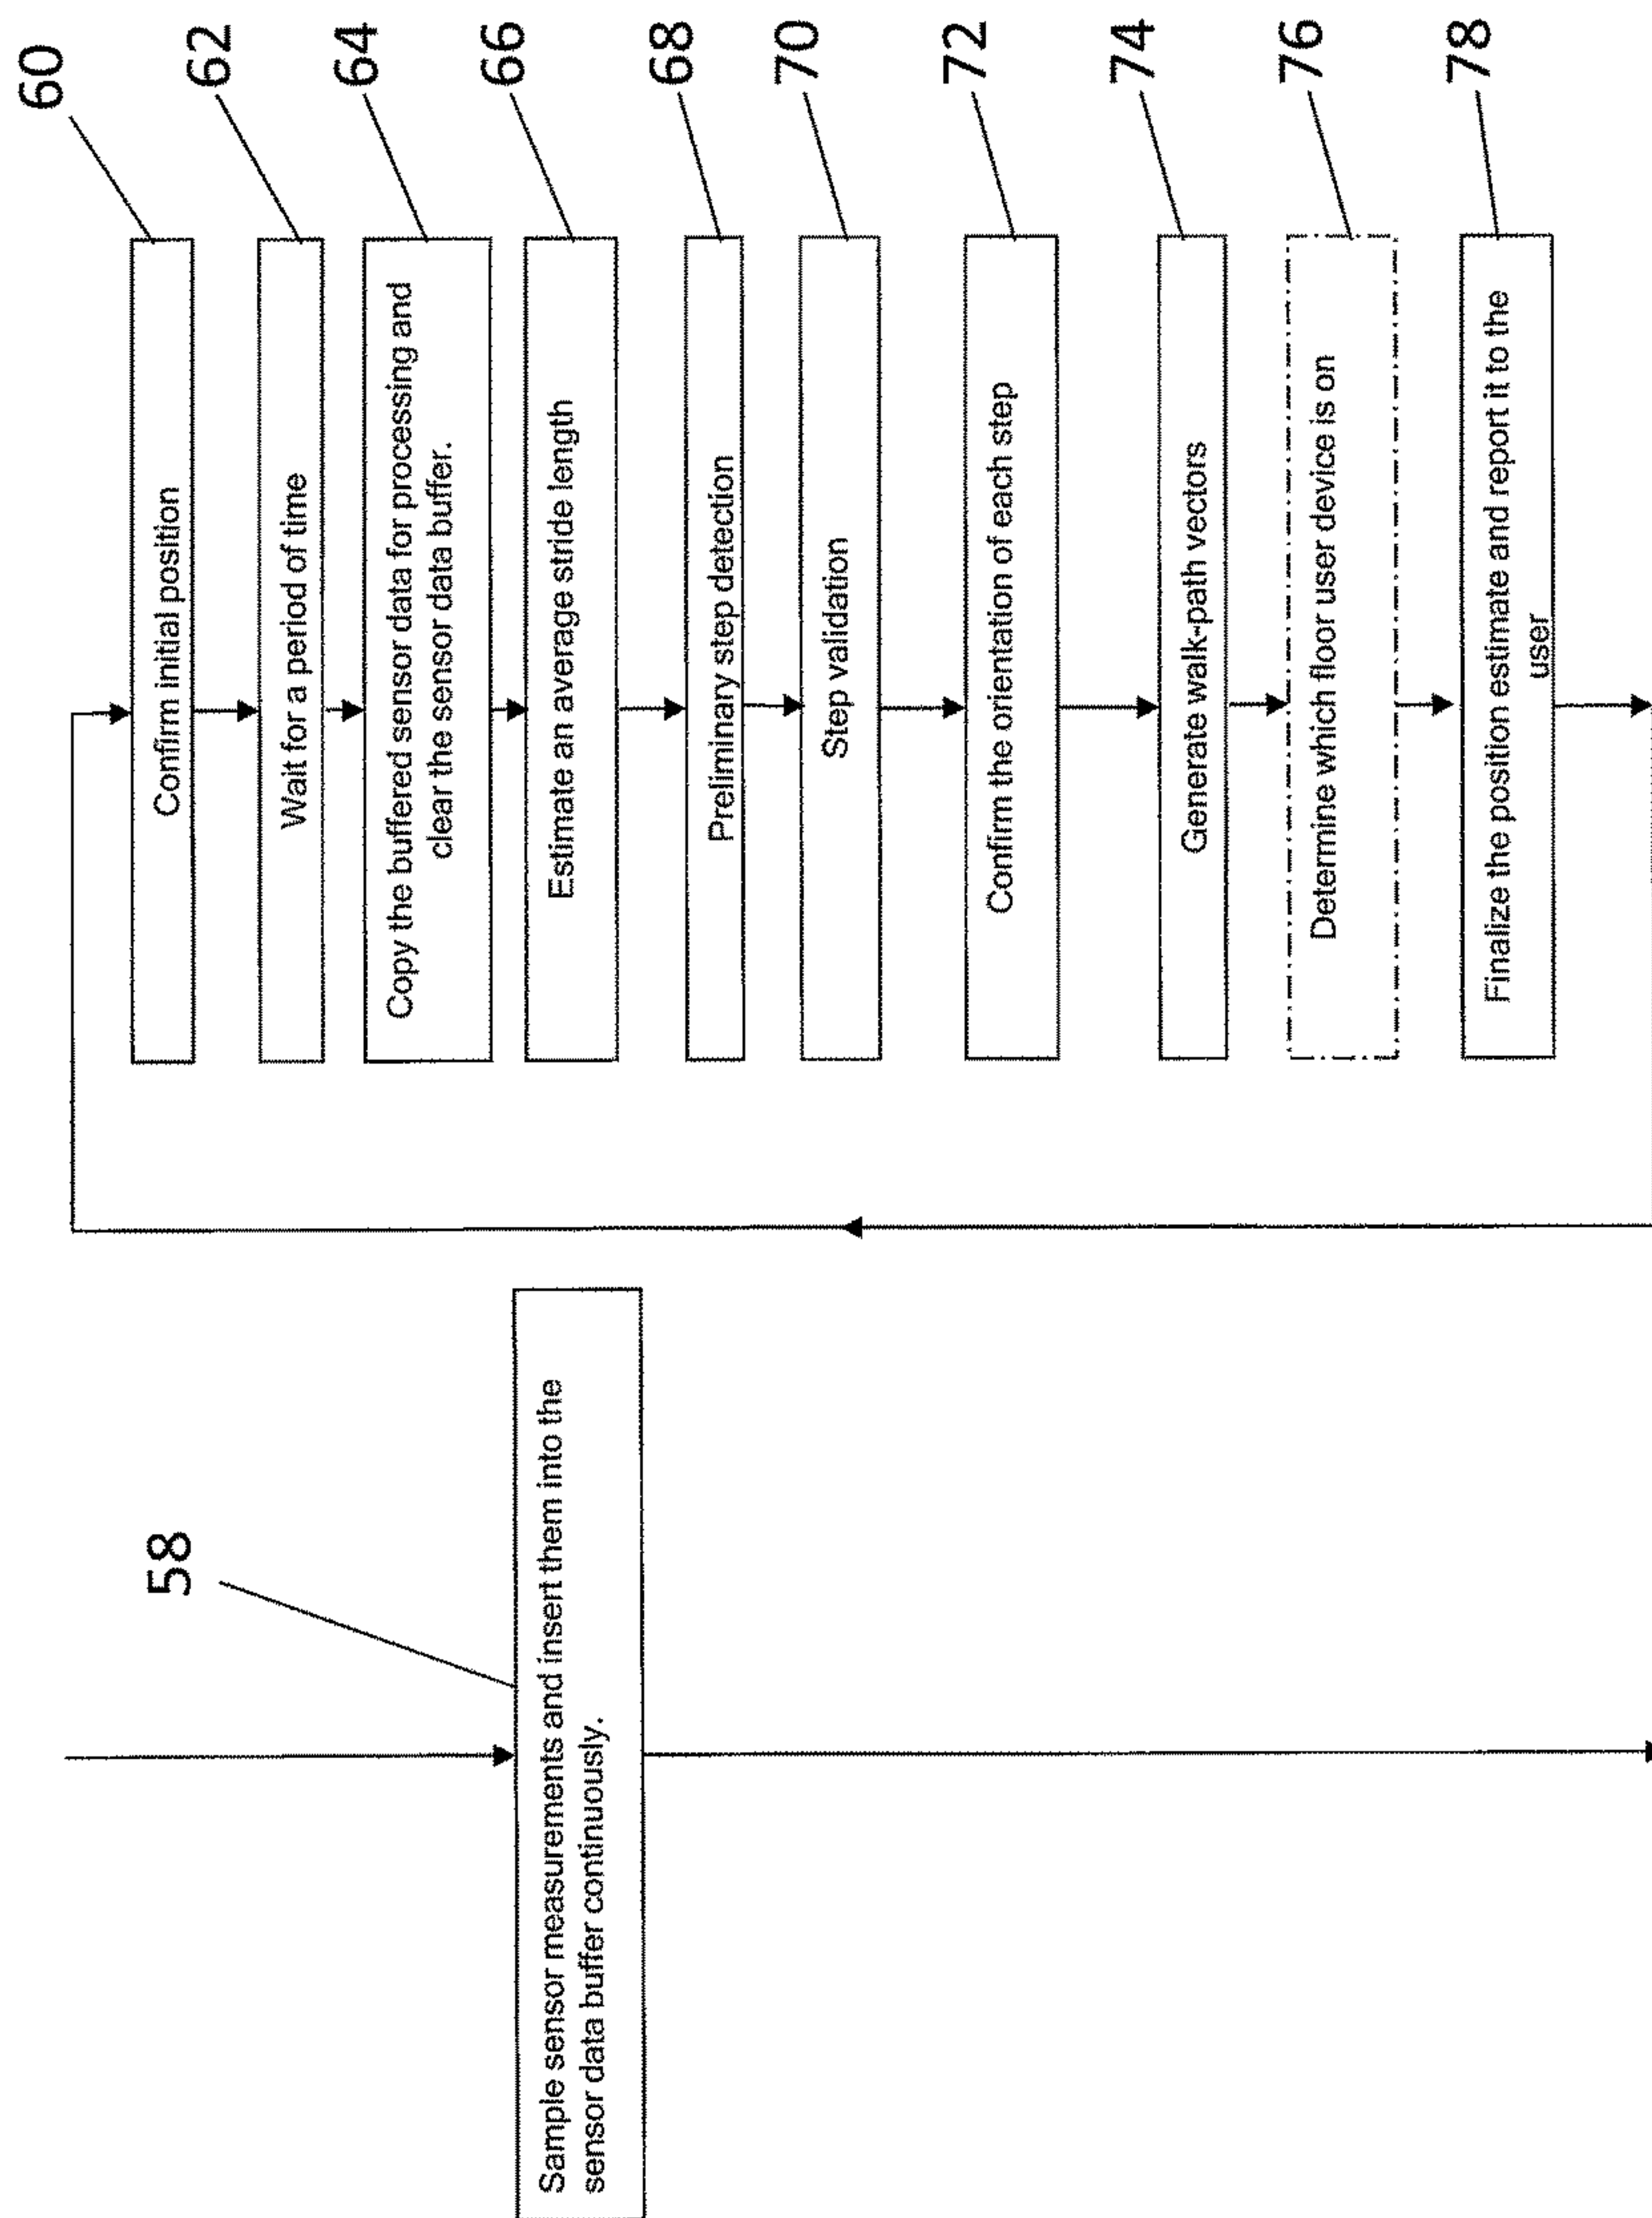 58
Sample sensor measurements and insert them into the
sensor data buffer continuously.
60
Confirm initial position
62
Wait for a period of time
64
Copy the buffered sensor data for processing and
clear the sensor data buffer.
66
Estimate an average stride length
68
Preliminary step detection
70
Step validation
72
Confirm the orientation of each step
74
Generate walk-path vectors
76
Determine which floor user device is on
78
Finalize the position estimate and report it to the
user